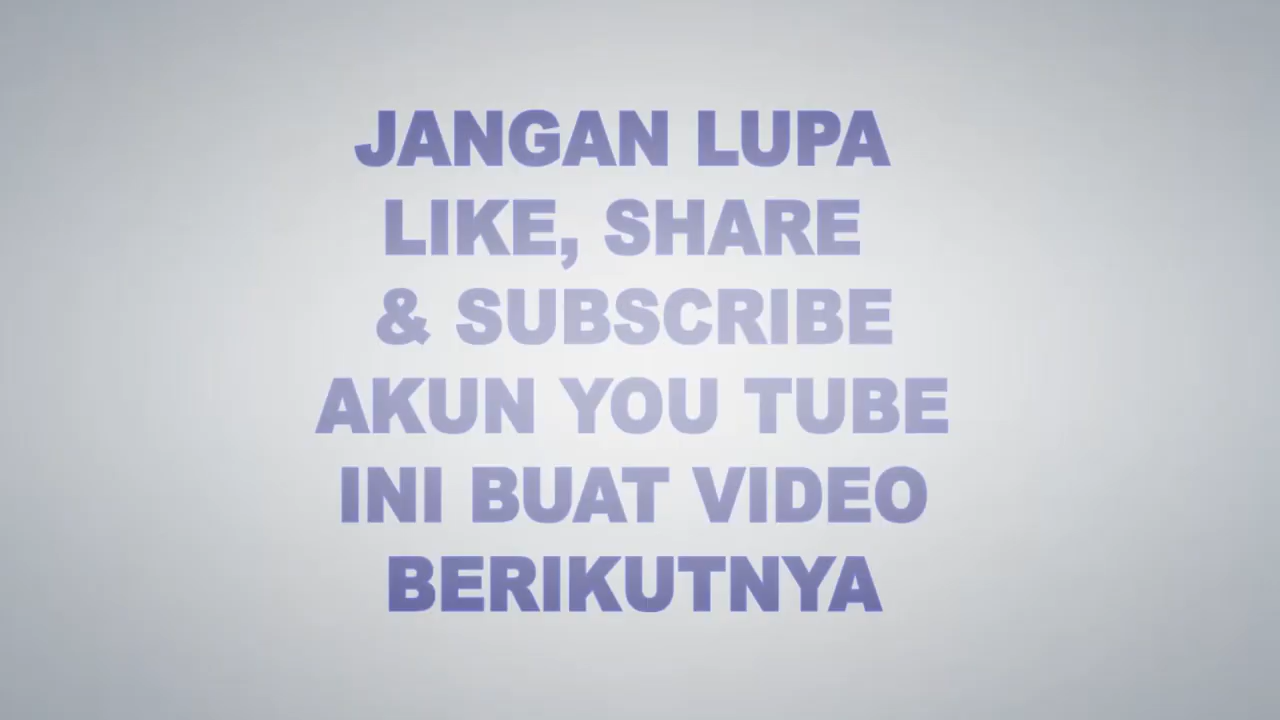 JANGAN LUPA
LIKE, SHARE
& SUBSCRIBE
AKUN YOU TUBE
INI BUAT VIDEO
BERIKUTNYA